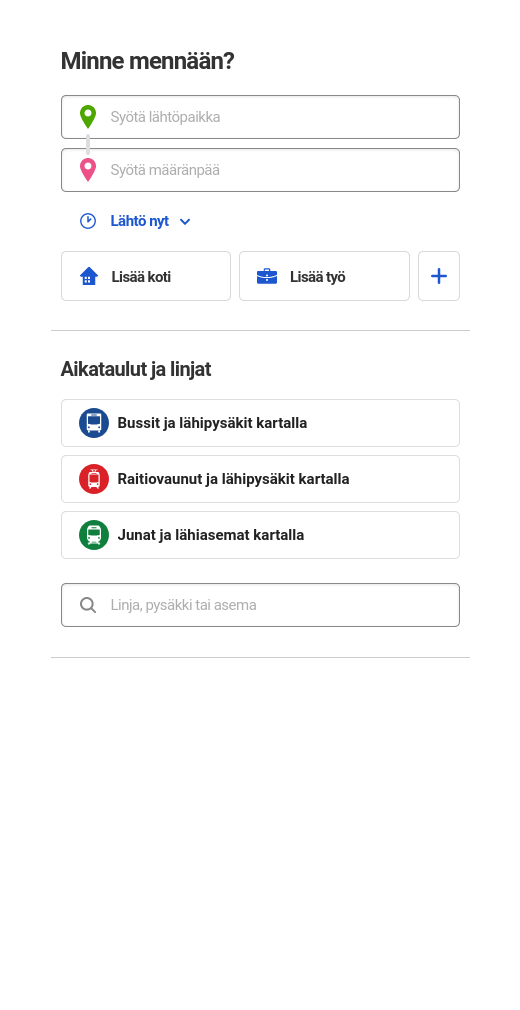 Minne mennään?
Syötä lähtöpaikka
Syötä määränpää
Lähtö nyt
Lisää koti
Lisää työ
Aikataulut ja linjat
Bussit ja lähipysäkit kartalla
Raitiovaunut ja lähipysäkit kartalla
Junat ja lähiasemat kartalla
Linja, pysäkki tai asema